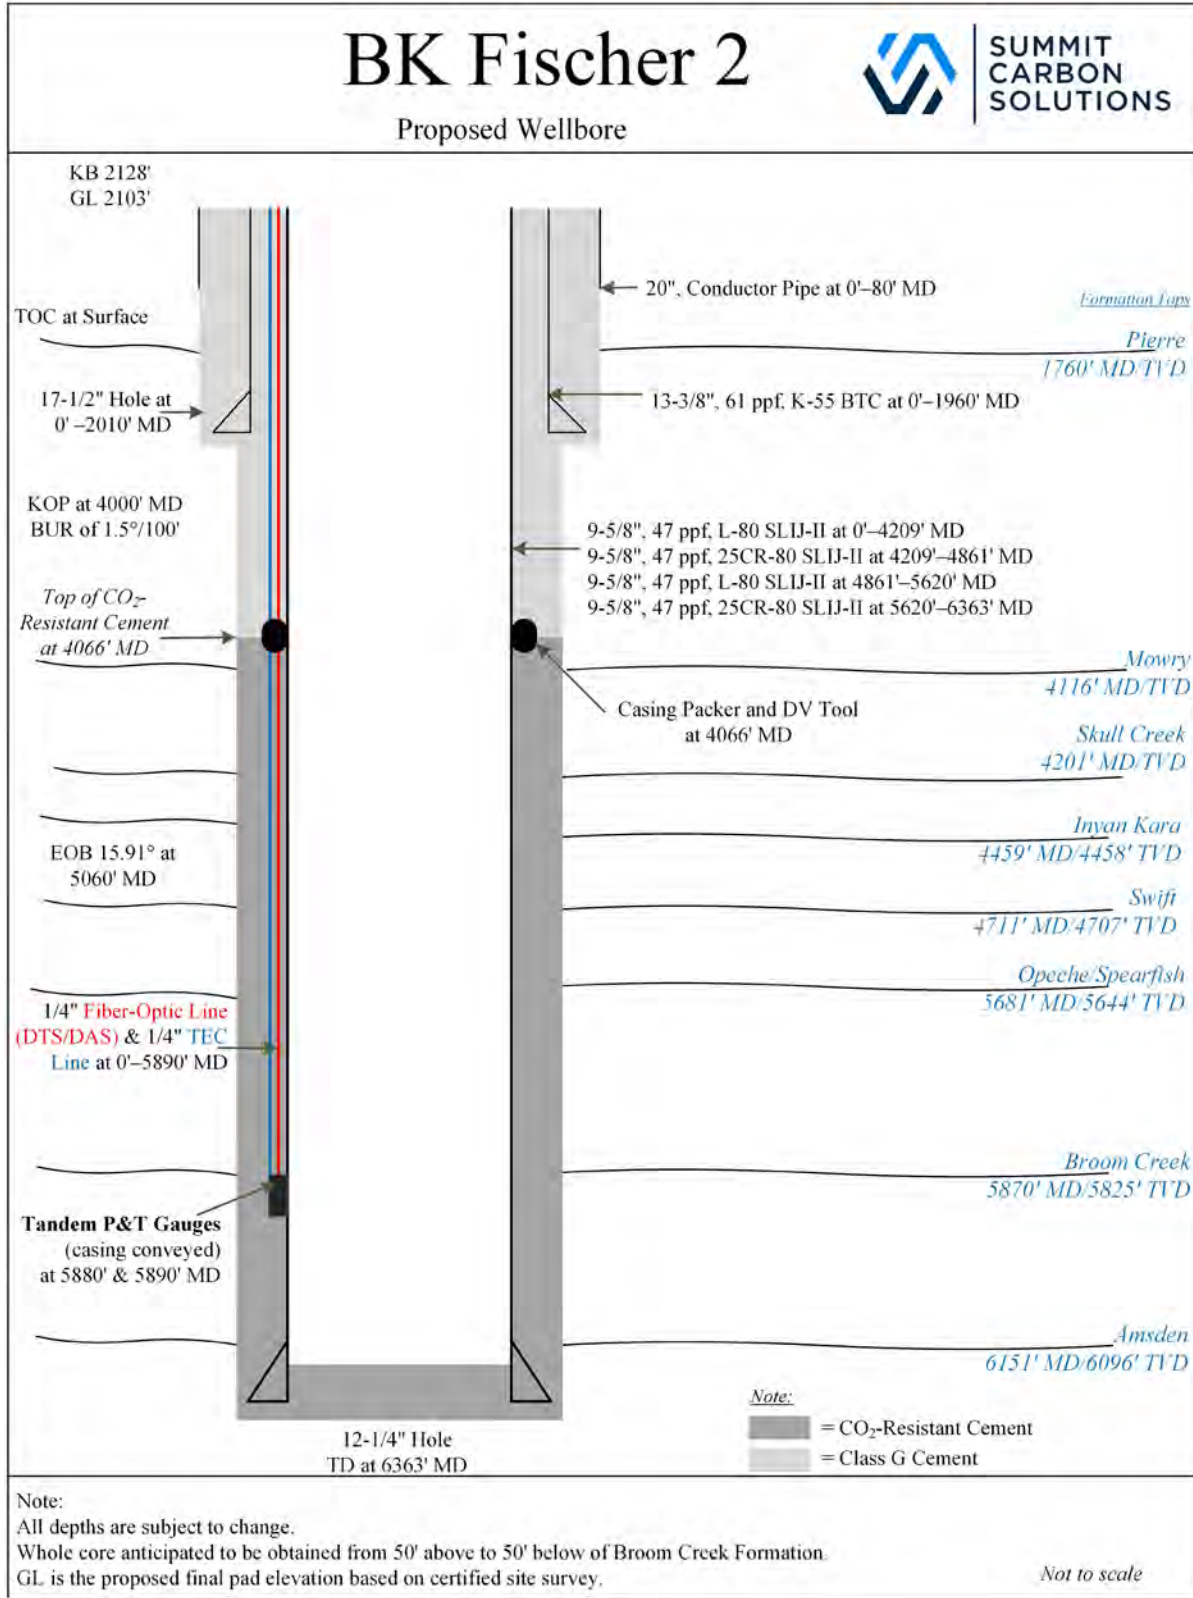 BK Fischer 2
Proposed Wellbore
SUMMIT
CARBON
SOLUTIONS
KB 2128'
GL 2103'
20", Conductor Pipe at 0'–80' MD
Formation Tops
TOC at Surface
Pierre
1760' MD/TVD
17-1/2" Hole at
0' –2010' MD
13-3/8", 61 ppf, K-55 BTC at 0'–1960' MD
KOP at 4000' MD
BUR of 1.5°/100'
9-5/8", 47 ppf, L-80 SLIJ-II at 0'–4209' MD
9-5/8", 47 ppf, 25CR-80 SLIJ-II at 4209'–4861' MD
9-5/8", 47 ppf, L-80 SLIJ-II at 4861'–5620' MD
9-5/8", 47 ppf, 25CR-80 SLIJ-II at 5620'–6363' MD
Top of CO₂-
Resistant Cement
at 4066' MD
Mowry
4116' MD/TVD
Casing Packer and DV Tool
at 4066' MD
Skull Creek
4201' MD/TVD
Inyan Kara
4459' MD/4458' TVD
EOB 15.91° at
5060' MD
Swift
4711' MD/4707' TVD
Opeche/Spearfish
5681' MD/5644' TVD
1/4" Fiber-Optic Line
(DTS/DAS) & 1/4" TEC
Line at 0'–5890' MD
Broom Creek
5870' MD/5825' TVD
Tandem P&T Gauges
(casing conveyed)
at 5880' & 5890' MD
Amsden
6151' MD/6096' TVD
Note:
= CO₂-Resistant Cement
= Class G Cement
12-1/4" Hole
TD at 6363' MD
Note:
All depths are subject to change.
Whole core anticipated to be obtained from 50' above to 50' below of Broom Creek Formation.
GL is the proposed final pad elevation based on certified site survey.
Not to scale